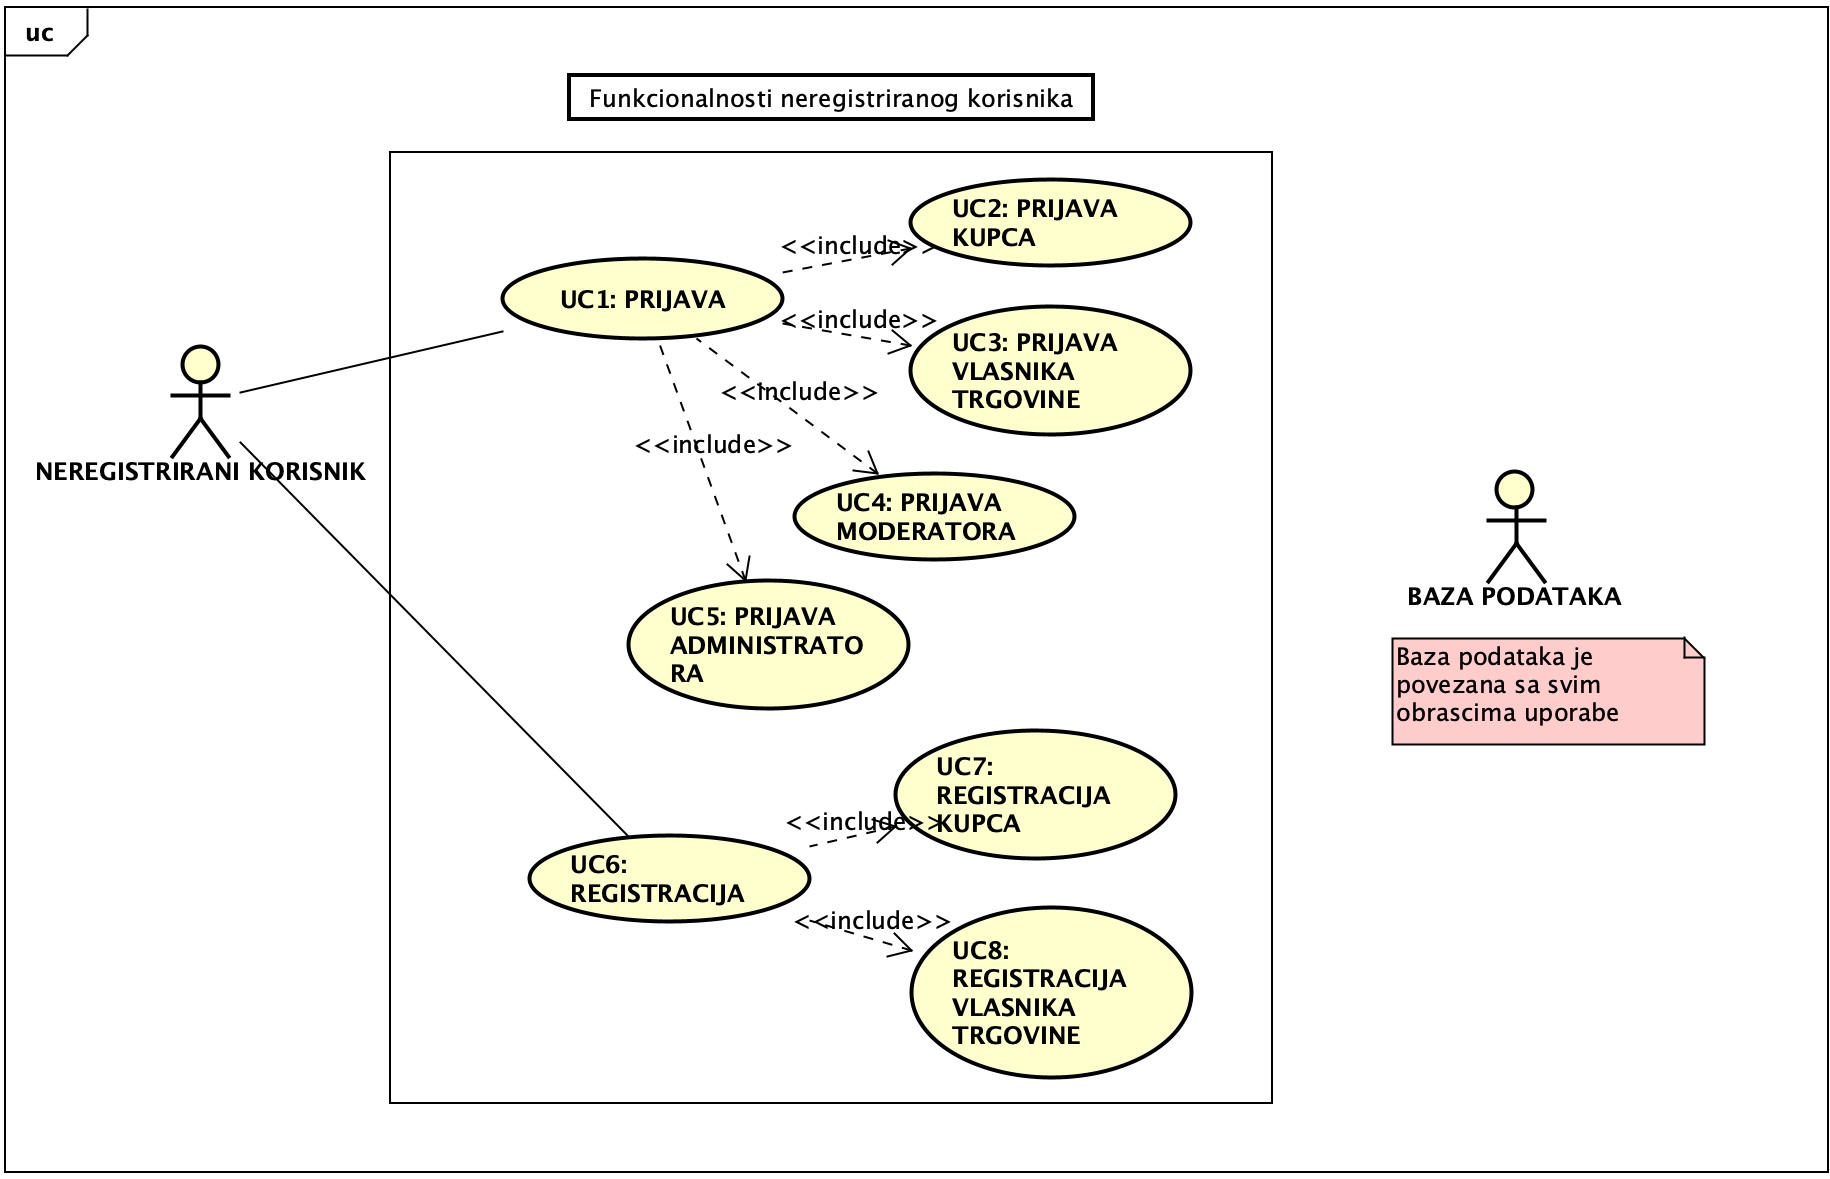 uc
Funkcionalnosti neregistriranog korisnika
UC2: PRIJAVA
KUPCA
<<include>>
UC1: PRIJAVA
<<include>>
UC3: PRIJAVA
VLASNIKA
TRGOVINE
<<include>>
<<include>>
NEREGISTRIRANI KORISNIK
UC4: PRIJAVA
MODERATORA
UC5: PRIJAVA
ADMINISTRATO
RA
BAZA PODATAKA
Baza podataka je
povezana sa svim
obrascima uporabe
UC7:
REGISTRACIJA
KUPCA
<<include>>
UC6:
REGISTRACIJA
<<include>>
UC8:
REGISTRACIJA
VLASNIKA
TRGOVINE